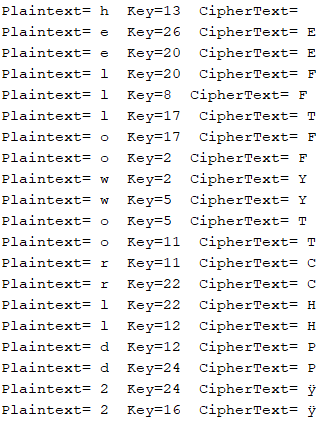 Plaintext= h  Key=13  CipherText=
Plaintext= e  Key=26  CipherText= E
Plaintext= e  Key=20  CipherText= E
Plaintext= l  Key=20  CipherText= F
Plaintext= l  Key=8  CipherText= F
Plaintext= l  Key=17  CipherText= T
Plaintext= o  Key=17  CipherText= F
Plaintext= o  Key=2  CipherText= F
Plaintext= w  Key=2  CipherText= Y
Plaintext= w  Key=5  CipherText= Y
Plaintext= o  Key=5  CipherText= T
Plaintext= o  Key=11  CipherText= T
Plaintext= r  Key=11  CipherText= C
Plaintext= r  Key=22  CipherText= C
Plaintext= l  Key=22  CipherText= H
Plaintext= l  Key=12  CipherText= H
Plaintext= d  Key=12  CipherText= P
Plaintext= d  Key=24  CipherText= P
Plaintext= 2  Key=24  CipherText= ÿ
Plaintext= 2  Key=16  CipherText= ÿ